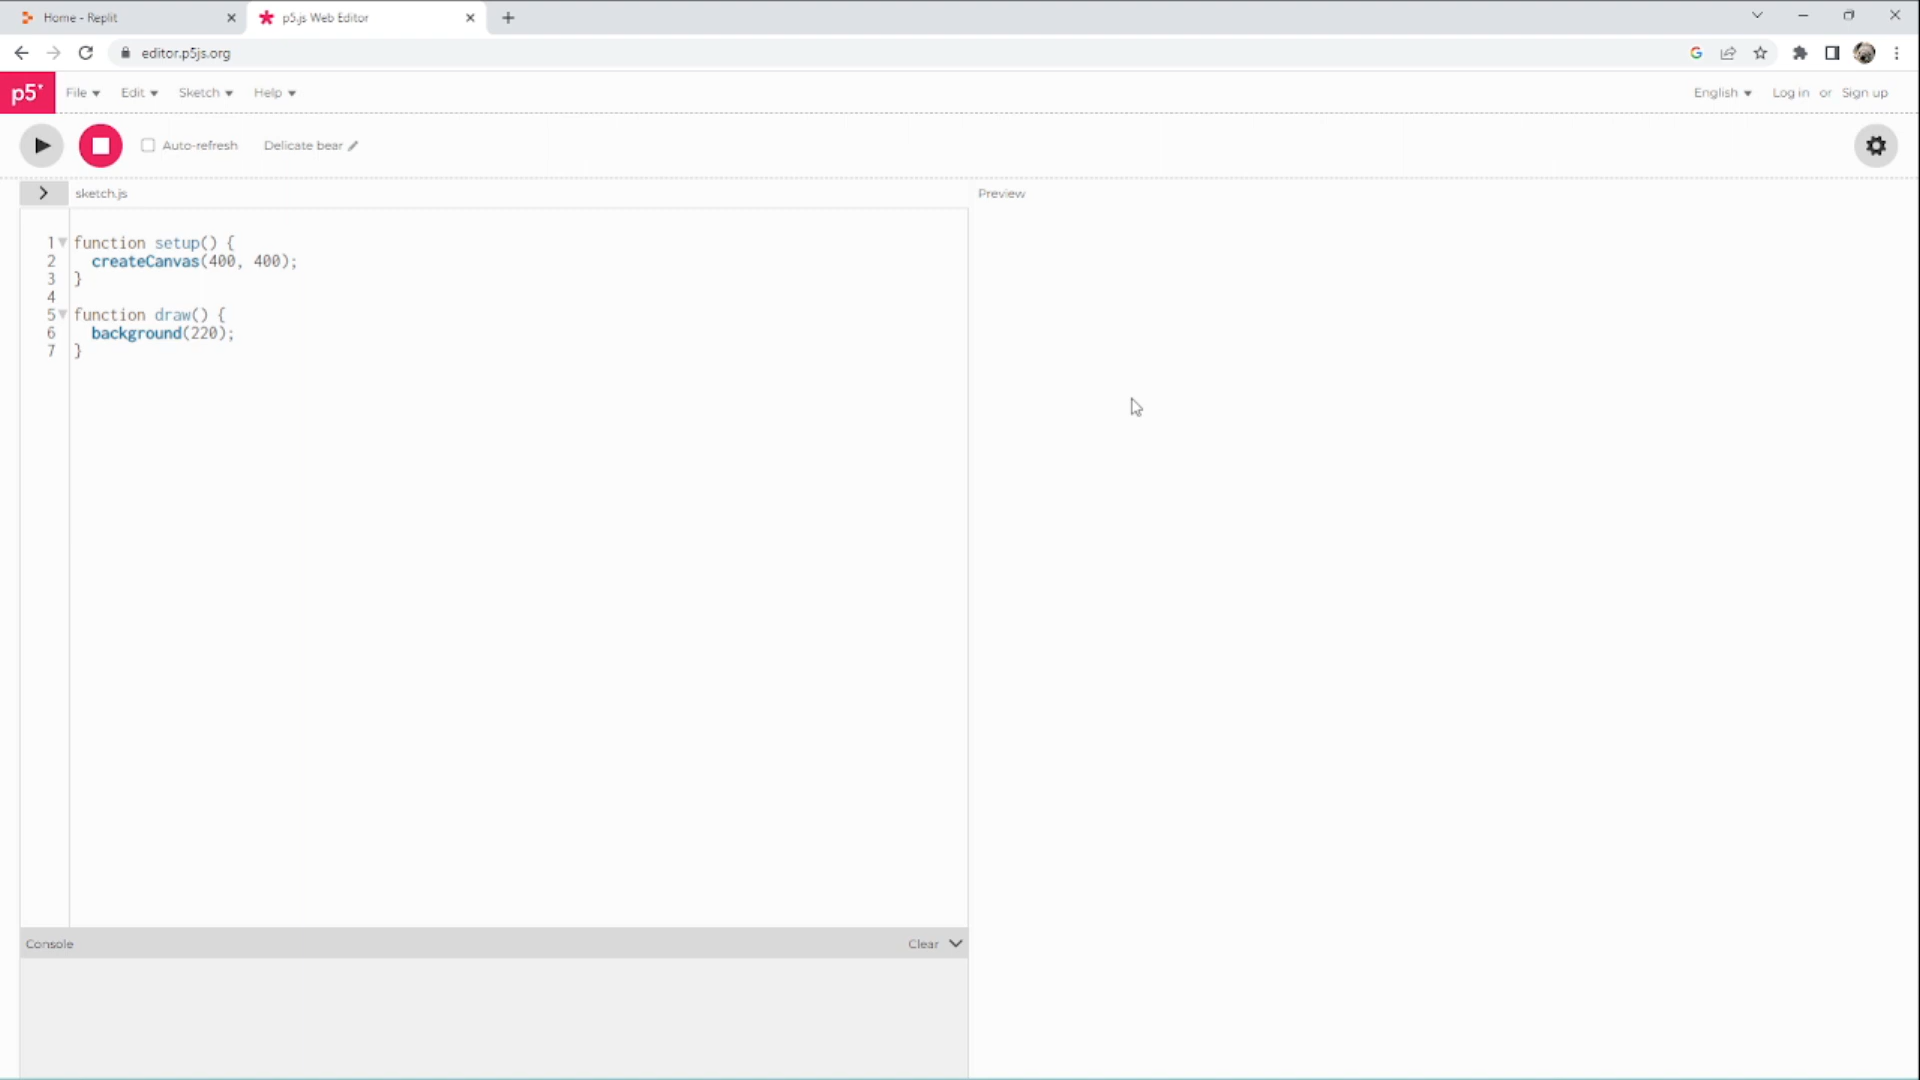 Home - Replit
p5.js Web Editor
editor.p5js.org
p5*
File
Edit
Sketch
Help
English
Log in or Sign up
Auto-refresh
Delicate bear
sketch.js
Preview
1 function setup() {
2 createCanvas(400, 400);
3 }
4
5 function draw() {
6 background(220);
7 }
Console
Clear